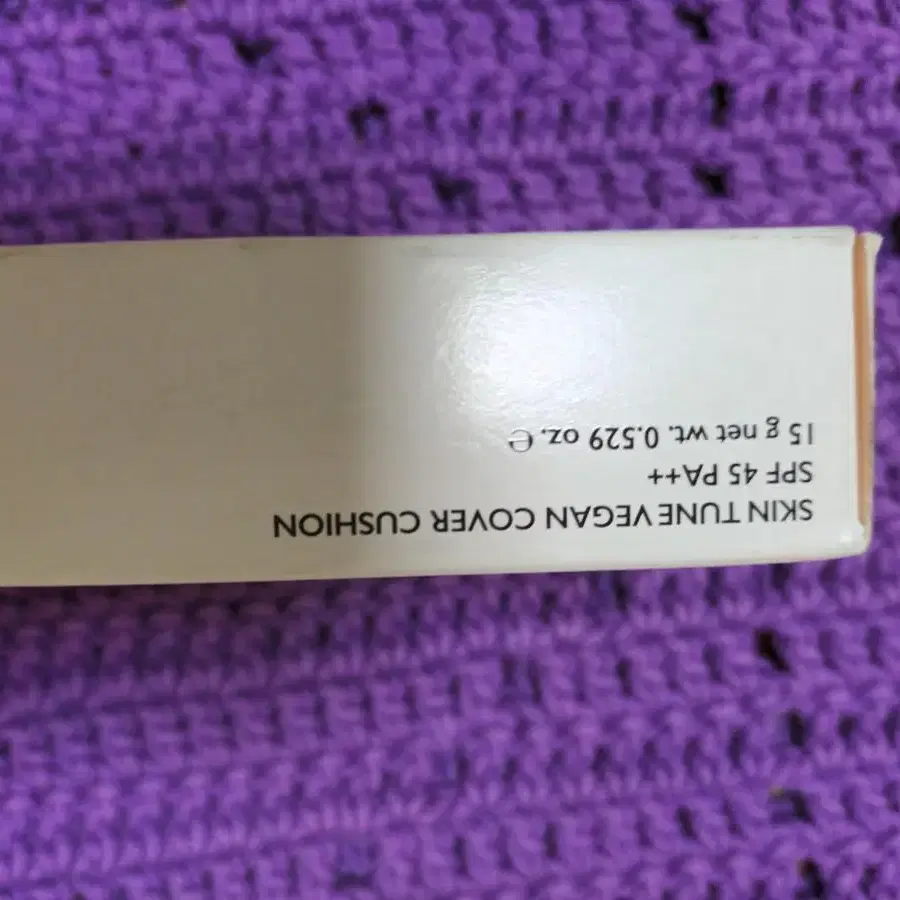 SKIN TUNE VEGAN COVER CUSHION
SPF 45 PA++
15 g net wt. 0.529 oz. ℮